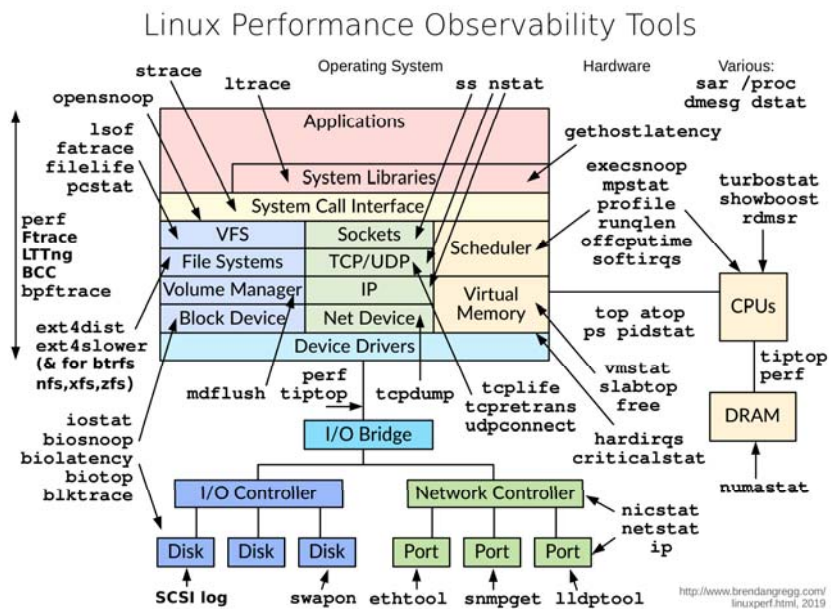 Linux Performance Observability Tools
Operating System
Hardware
Various:
sar /proc
dmesg dstat
strace
ltrace
ss nstat
opensnoop
Applications
gethostlatency
lsof
fatrace
filelife
pcstat
System Libraries
System Call Interface
execsnoop
mpstat
profile
runqlen
offcputime
softirqs
turbostat
showboost
rdmsr
perf
Ftrace
LTTng
BCC
bpftrace
VFS
Sockets
Scheduler
File Systems
TCP/UDP
Volume Manager
IP
Virtual
Memory
Block Device
Net Device
Device Drivers
CPUs
top atop
ps pidstat
ext4dist
ext4slower
(& for btrfs
nfs,xfs,zfs)
mdflush
perf
tiptop
tcpdump
tcplife
tcpretrans
udpconnect
vmstat
slabtop
free
tiptop
perf
DRAM
iostat
biosnoop
biolatency
biotop
blktrace
I/O Bridge
hardirqs
criticalstat
numastat
I/O Controller
Network Controller
nicstat
netstat
ip
Disk
Disk
Disk
Port
Port
Port
SCSI log
swapon
ethtool
snmpget
lldptool
http://www.brendangregg.com/
linuxperf.html, 2019